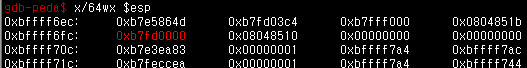 gdb-peda$ x/64wx $esp
0xbffff6ec: 0xb7e5864d 0xb7fd03c4 0xb7fff000 0x0804851b
0xbffff6fc: 0xb7fd0000 0x08048510 0x00000000 0x00000000
0xbffff70c: 0xb7e3ea83 0x00000001 0xbffff7a4 0xbffff7ac
0xbffff71c: 0xb7feccea 0x00000001 0xbffff7a4 0xbffff744